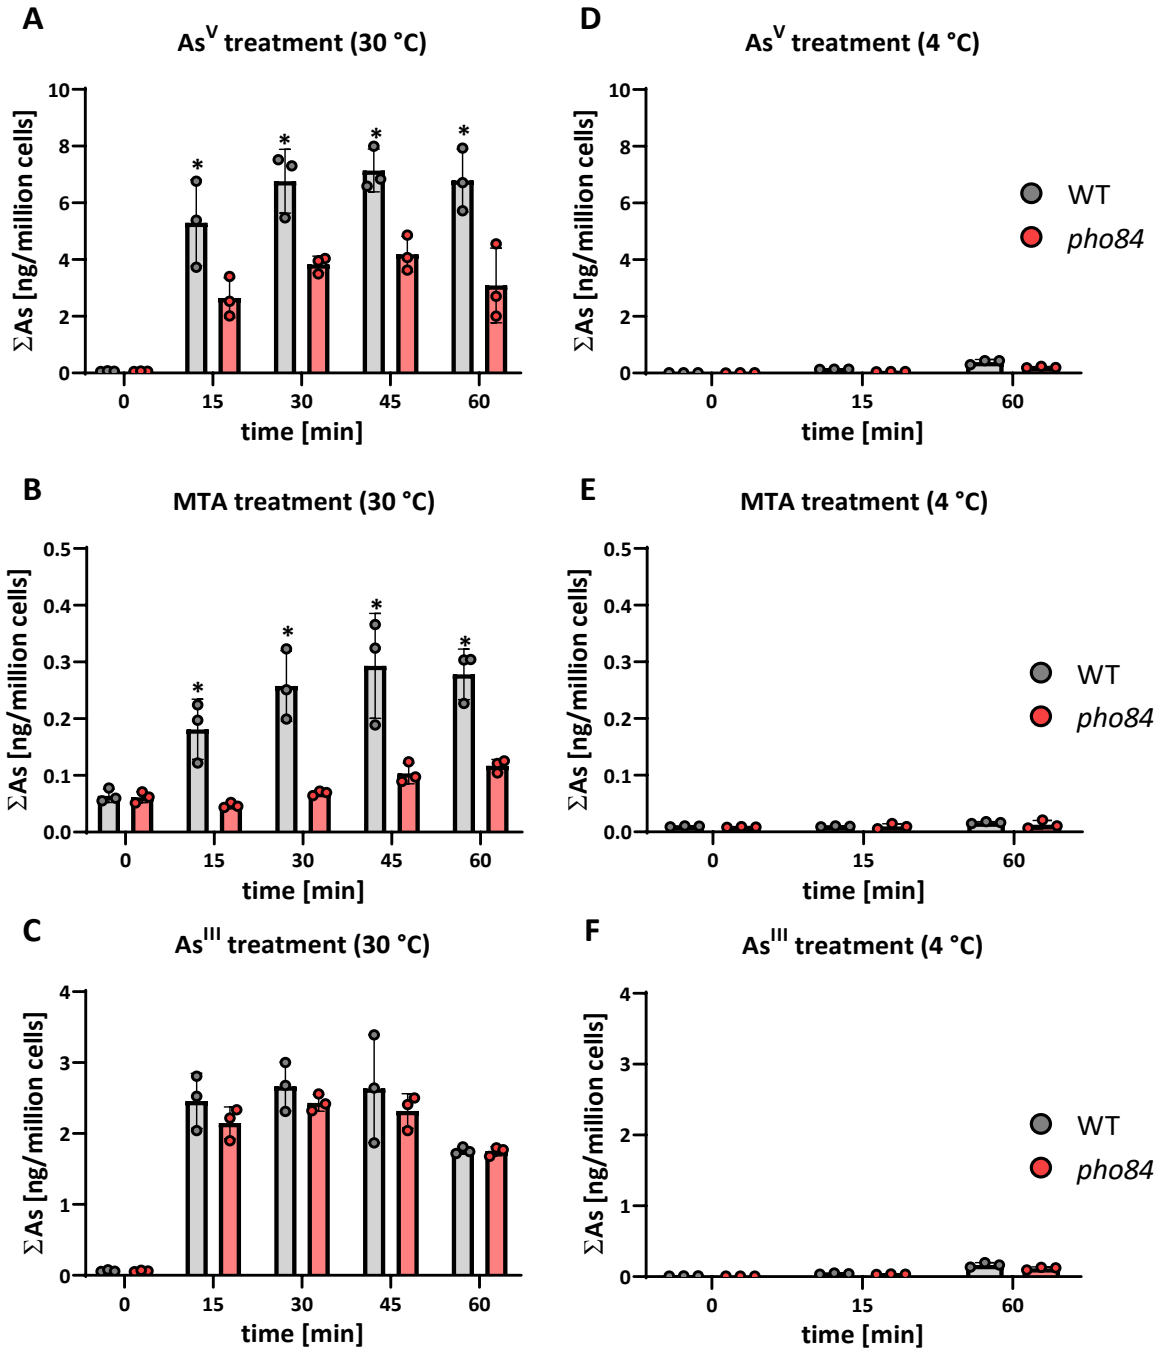 A
As^V treatment (30 °C)
ΣAs [ng/million cells]
10
8
6
4
2
0
* * * *
0 15 30 45 60
time [min]
D
As^V treatment (4 °C)
ΣAs [ng/million cells]
10
8
6
4
2
0
0 15 60
time [min]
WT
pho84
B
MTA treatment (30 °C)
ΣAs [ng/million cells]
0.5
0.4
0.3
0.2
0.1
0.0
* * * *
0 15 30 45 60
time [min]
E
MTA treatment (4 °C)
ΣAs [ng/million cells]
0.5
0.4
0.3
0.2
0.1
0.0
0 15 60
time [min]
WT
pho84
C
As^III treatment (30 °C)
ΣAs [ng/million cells]
4
3
2
1
0
0 15 30 45 60
time [min]
F
As^III treatment (4 °C)
ΣAs [ng/million cells]
4
3
2
1
0
0 15 60
time [min]
WT
pho84